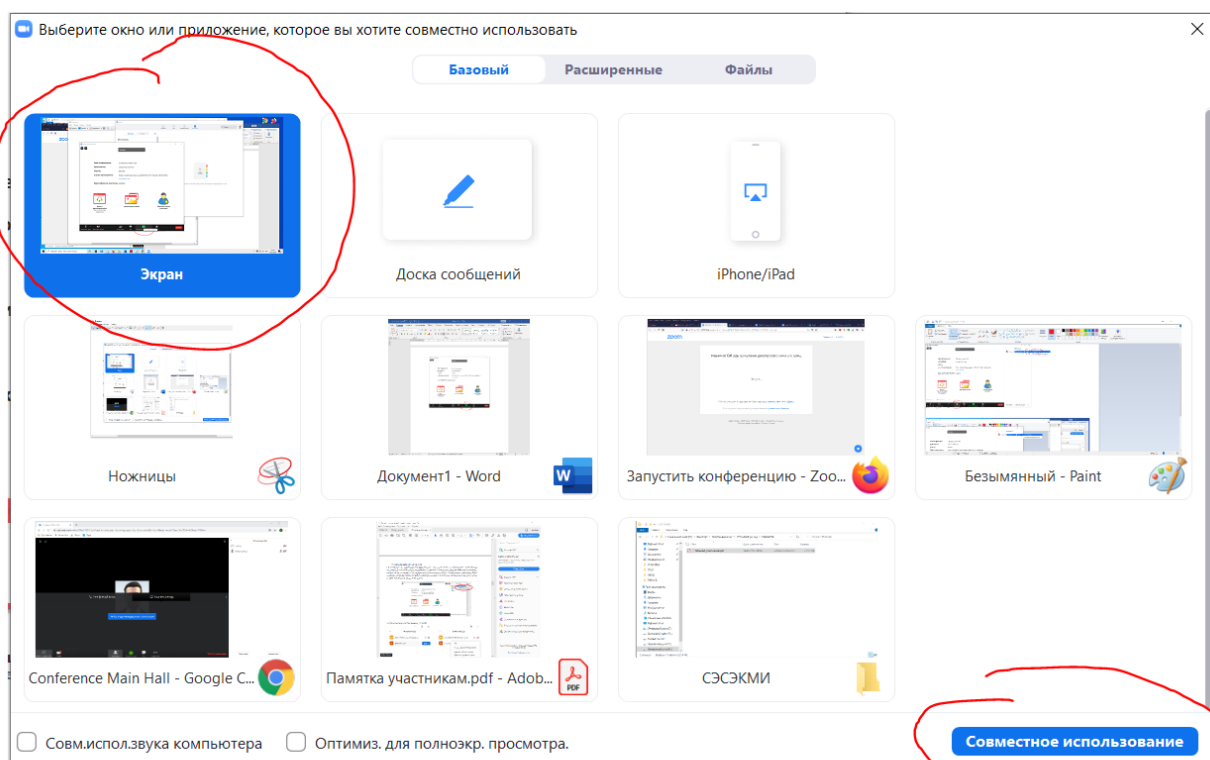 Выберите окно или приложение, которое вы хотите совместно использовать
Базовый Расширенные Файлы
Экран Доска сообщений iPhone/iPad
Ножницы Документ1 - Word Запустить конференцию - Zoo... Безымянный - Paint
Conference Main Hall - Google C... Памятка участникам.pdf - Adob... СЭСЭКМИ
Совм.испол.звука компьютера Оптимиз. для полноэкр. просмотра. Совместное использование